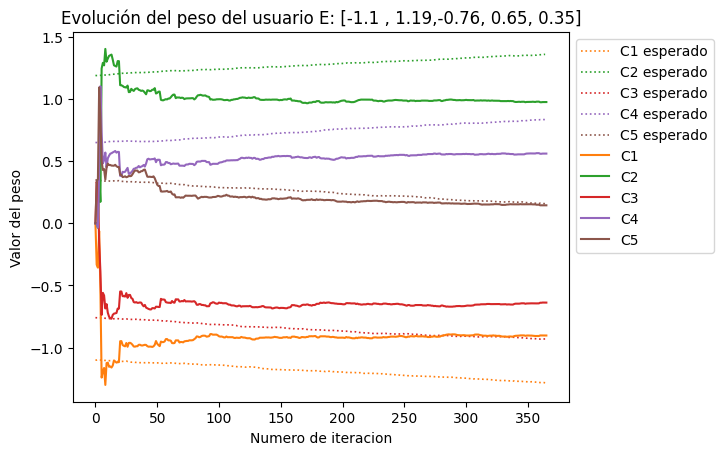 Evolución del peso del usuario E: [-1.1 , 1.19,-0.76, 0.65, 0.35]
Valor del peso
1.5
1.0
0.5
0.0
−0.5
−1.0
0
50
100
150
200
250
300
350
Numero de iteracion
C1 esperado
C2 esperado
C3 esperado
C4 esperado
C5 esperado
C1
C2
C3
C4
C5